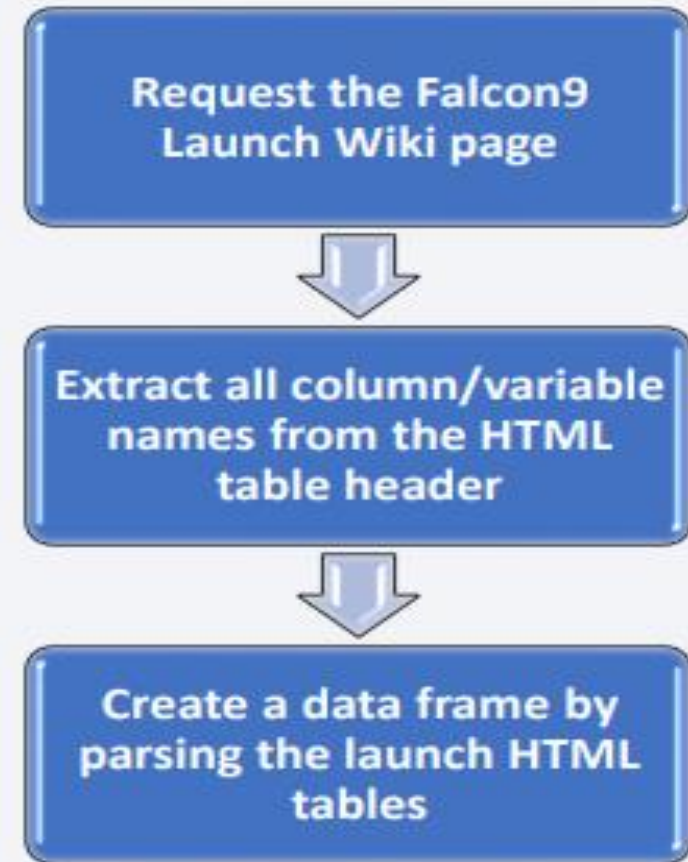 Request the Falcon9
Launch Wiki page
Extract all column/variable
names from the HTML
table header
Create a data frame by
parsing the launch HTML
tables